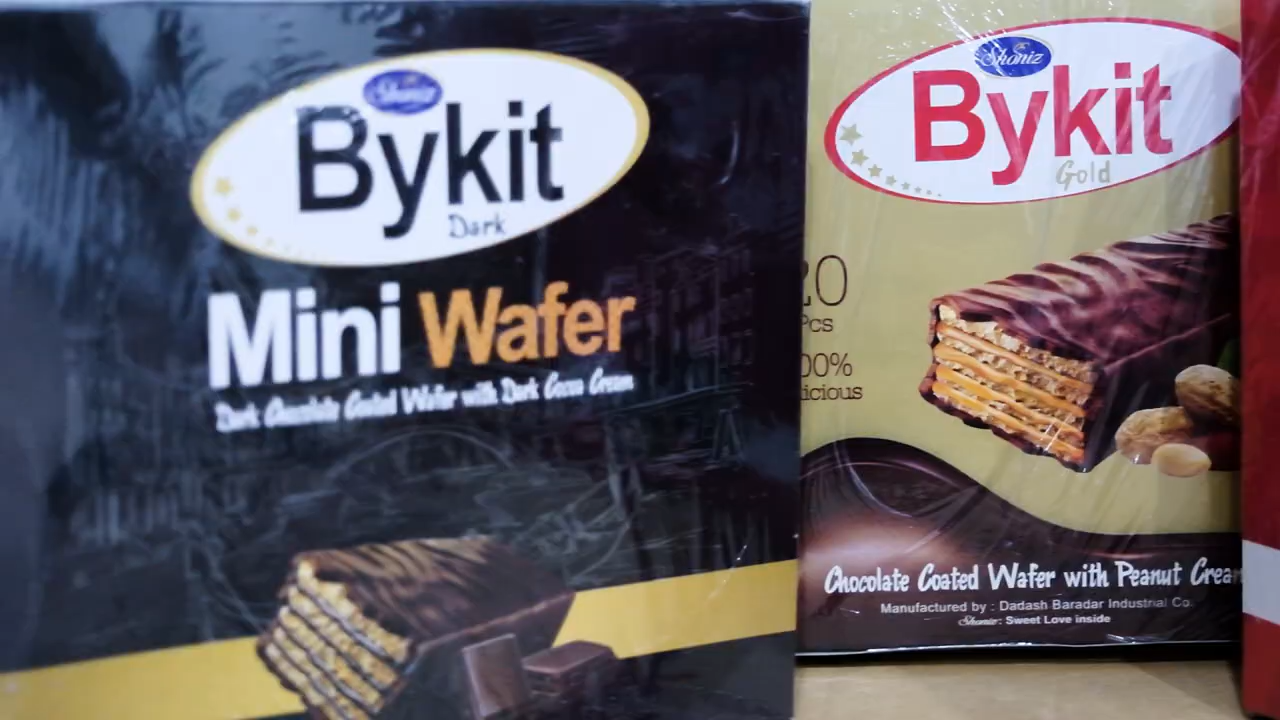 Shoniz
Bykit
Dark
Mini Wafer
Dark Chocolate Coated Wafer with Dark Cocoa Cream
Shoniz
Bykit
Gold
Pcs
Chocolate Coated Wafer with Peanut Cream
Manufactured by : Dadash Baradar Industrial Co.
Shoniz: Sweet Love inside